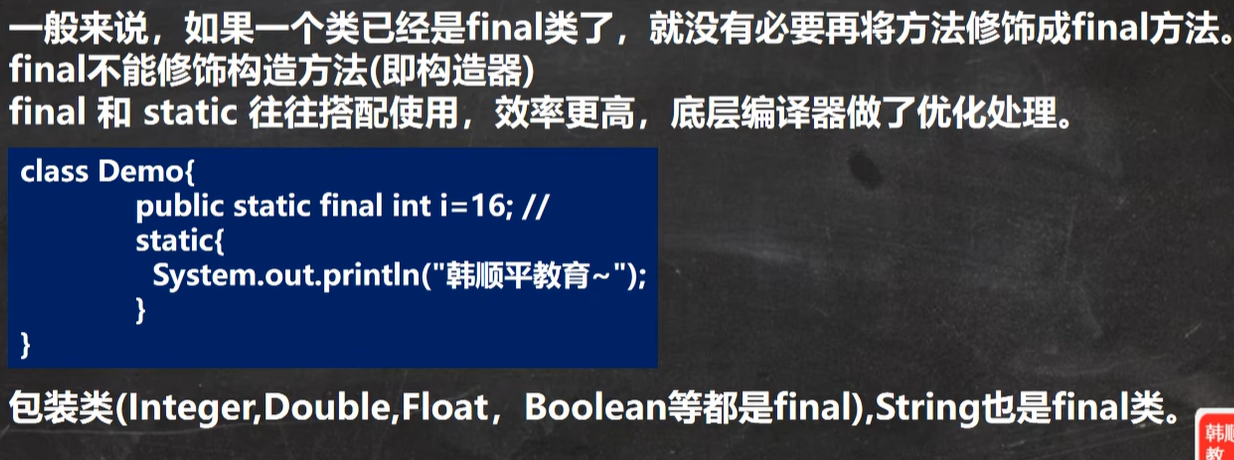 一般来说，如果一个类已经是final类了，就没有必要再将方法修饰成final方法。
final不能修饰构造方法(即构造器)
final 和 static 往往搭配使用，效率更高，底层编译器做了优化处理。
class Demo{
public static final int i=16; //
static{
System.out.println("韩顺平教育~");
}
}
包装类(Integer,Double,Float，Boolean等都是final),String也是final类。
韩顺
教